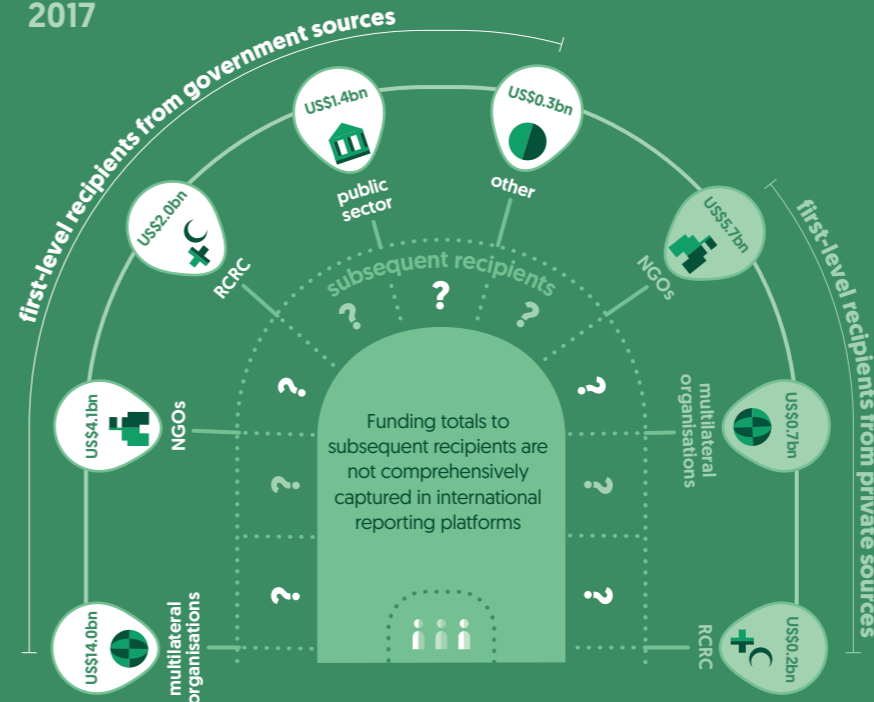 2017
first-level recipients from government sources
US$14.0bn
multilateral
organisations
US$4.1bn
NGOs
US$2.0bn
RCRC
US$1.4bn
public
sector
US$0.3bn
other
first-level recipients from private sources
US$5.7bn
NGOs
US$0.7bn
multilateral
organisations
US$0.2bn
RCRC
subsequent recipients
?
?
?
?
?
?
?
?
?
Funding totals to
subsequent recipients are
not comprehensively
captured in international
reporting platforms